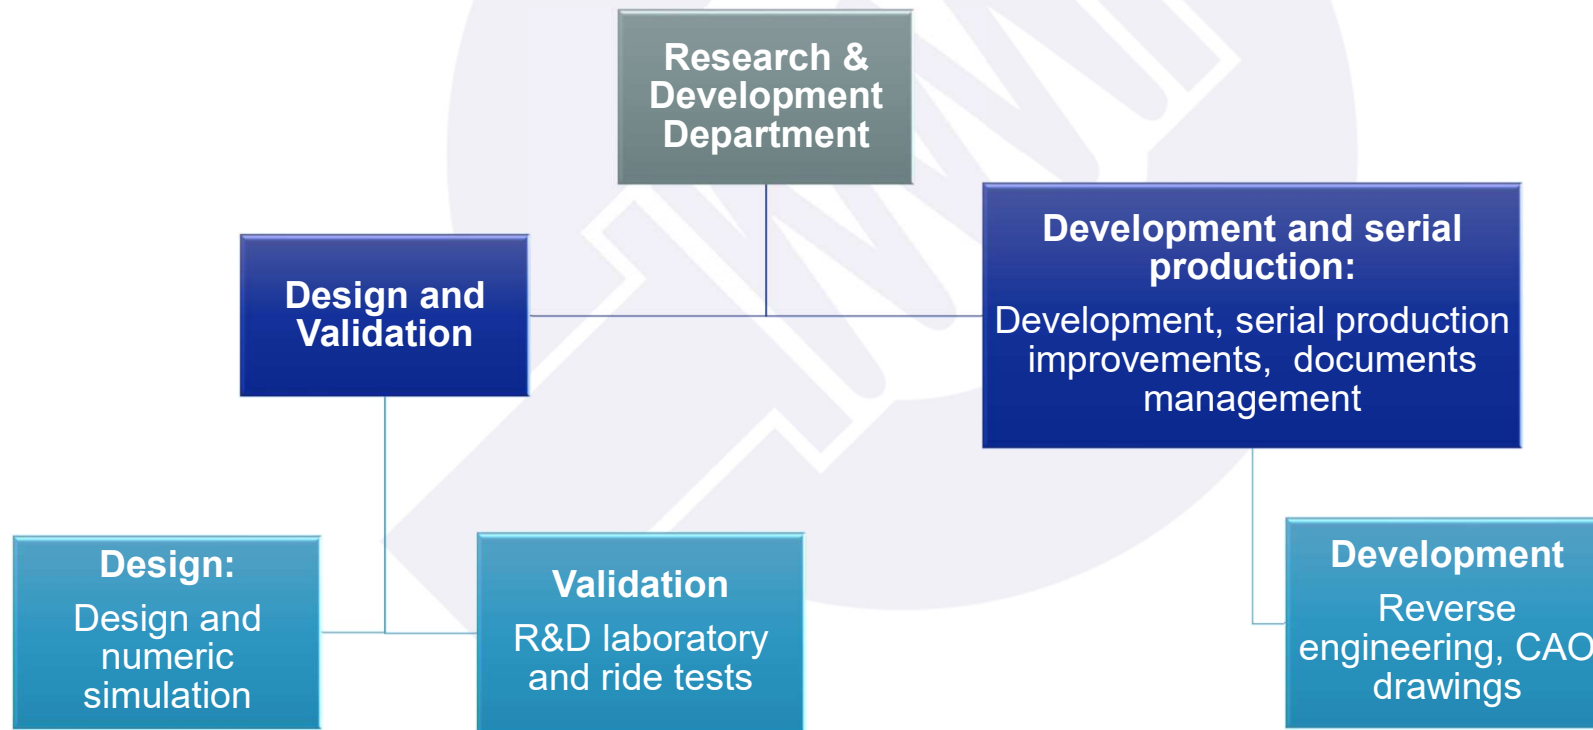 Research &
Development
Department
Design and
Validation
Development and serial
production:
Development, serial production
improvements,  documents
management
Design:
Design and
numeric
simulation
Validation
R&D laboratory
and ride tests
Development
Reverse
engineering, CAO
drawings